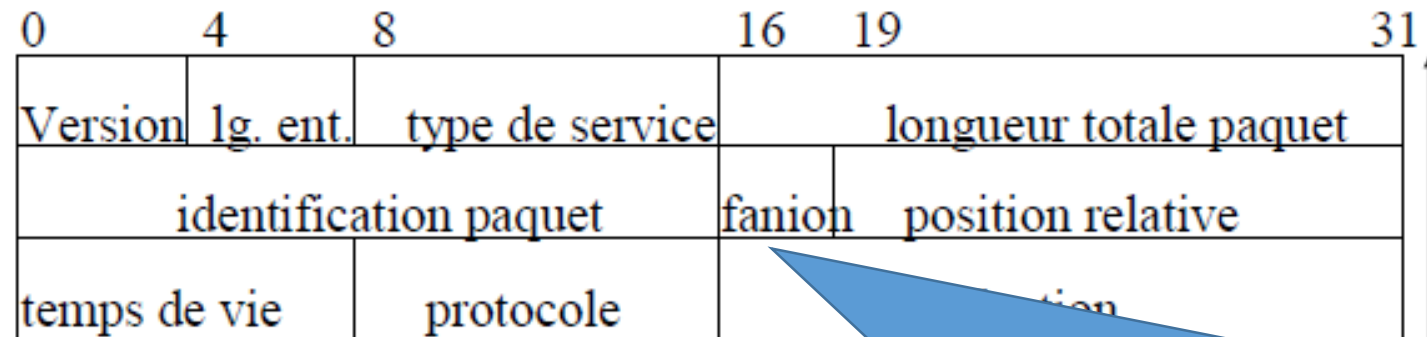 0 4 8 16 19 31
Version lg. ent. type de service longueur totale paquet
identification paquet fanion position relative
temps de vie protocole